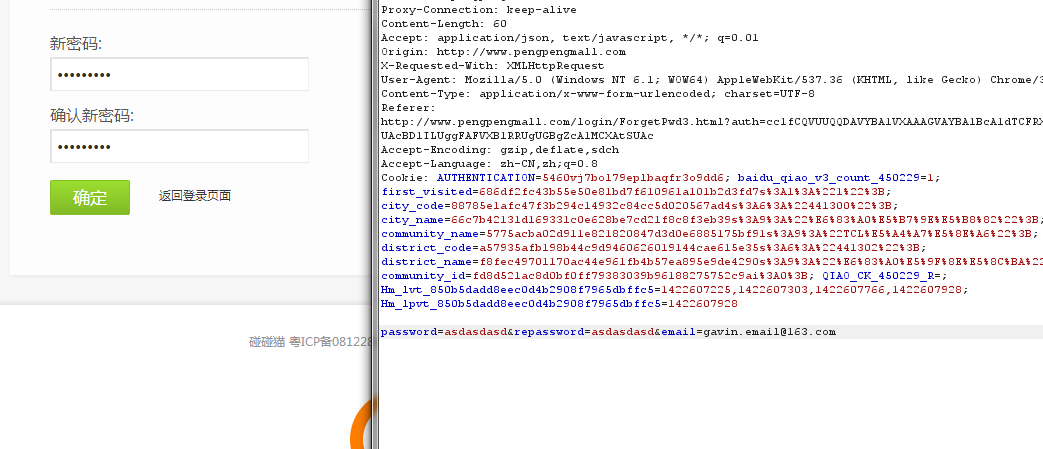 新密码:
•••••••••
确认新密码:
•••••••••
确定
返回登录页面
碰碰猫 粤ICP备081228
Proxy-Connection: keep-alive
Content-Length: 60
Accept: application/json, text/javascript, */*; q=0.01
Origin: http://www.pengpengmall.com
X-Requested-With: XMLHttpRequest
User-Agent: Mozilla/5.0 (Windows NT 6.1; WOW64) AppleWebKit/537.36 (KHTML, like Gecko) Chrome/3
Content-Type: application/x-www-form-urlencoded; charset=UTF-8
Referer:
http://www.pengpengmall.com/login/ForgetPwd3.html?auth=cc1fCQVUUQQDAVYBA1VXAAAGVAYBA1BcA1dTCFRX
UAcBD1ILUggFAFVXB1RRUgUGBgZcA1MCXAtSUAc
Accept-Encoding: gzip,deflate,sdch
Accept-Language: zh-CN,zh;q=0.8
Cookie: AUTHENTICATION=5460vj7bo179ep1baqfr3o9dd6; baidu_qiao_v3_count_450229=1;
first_visited=686df2fc43b55e50e81bd7f610961a101b2d3fd7s%3A1%3A%221%22%3B;
city_code=88785e1afc47f3b294c14932c84cc5d020567ad4s%3A6%3A%22441300%22%3B;
city_name=66c7b42131d169331c0e628be7cd21f8c8f3eb39s%3A9%3A%22%E6%83%A0%E5%B7%9E%E5%B8%82%22%3B;
community_name=5775acba02d911e821820847d3d0e6885175bf91s%3A9%3A%22TCL%E5%A4%A7%E5%8E%A6%22%3B;
district_code=a57935afb198b44c9d9460626019144cae615e35s%3A6%3A%22441302%22%3B;
district_name=f8fec49701170ac44e961fb4b57ea895e9de4290s%3A9%3A%22%E6%83%A0%E5%9F%8E%E5%8C%BA%22
community_id=fd8d521ac8d0bf0ff79383039b96188275752c9ai%3A0%3B; QIAO_CK_450229_R=;
Hm_lvt_850b5dadd8eec0d4b2908f7965dbffc5=1422607225,1422607303,1422607766,1422607928;
Hm_lpvt_850b5dadd8eec0d4b2908f7965dbffc5=1422607928
password=asdasdasd&repassword=asdasdasd&email=gavin.email@163.com